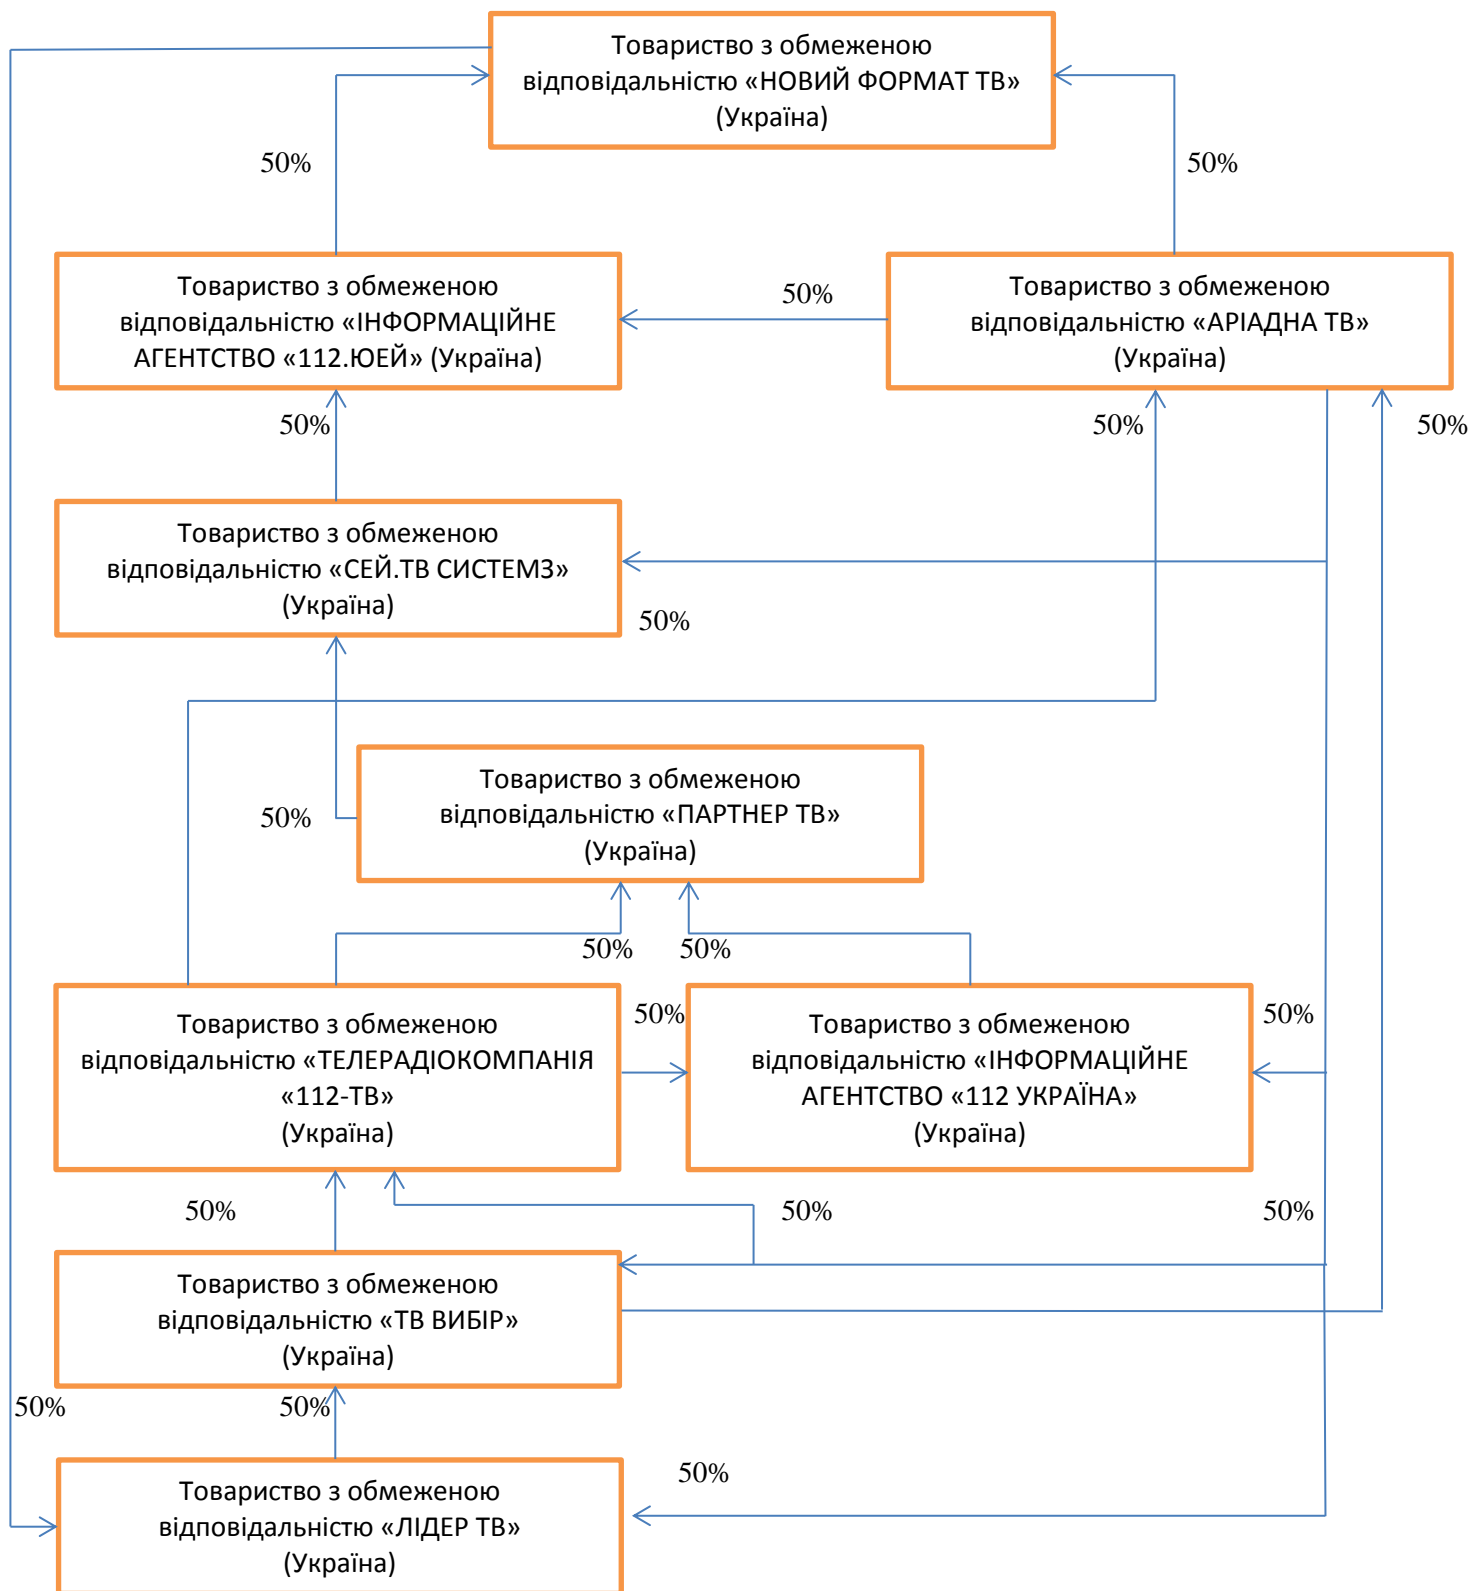 Товариство з обмеженою
відповідальністю «НОВИЙ ФОРМАТ ТВ»
(Україна)
50%
50%
Товариство з обмеженою
відповідальністю «ІНФОРМАЦІЙНЕ
АГЕНТСТВО «112.ЮЕЙ» (Україна)
50%
Товариство з обмеженою
відповідальністю «АРІАДНА ТВ»
(Україна)
50%
50%
50%
Товариство з обмеженою
відповідальністю «СЕЙ.ТВ СИСТЕМЗ»
(Україна)
50%
Товариство з обмеженою
відповідальністю «ПАРТНЕР ТВ»
(Україна)
50%
50%
50%
Товариство з обмеженою
відповідальністю «ТЕЛЕРАДІОКОМПАНІЯ
«112-ТВ»
(Україна)
50%
Товариство з обмеженою
відповідальністю «ІНФОРМАЦІЙНЕ
АГЕНТСТВО «112 УКРАЇНА»
(Україна)
50%
50%
50%
50%
Товариство з обмеженою
відповідальністю «ТВ ВИБІР»
(Україна)
50%
50%
Товариство з обмеженою
відповідальністю «ЛІДЕР ТВ»
(Україна)
50%